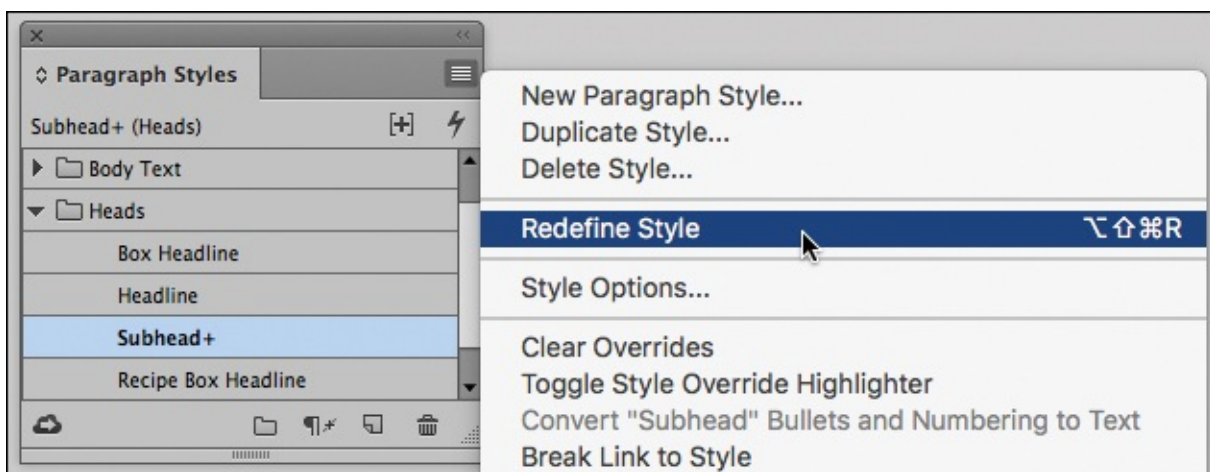 Paragraph Styles
Subhead+ (Heads)
Body Text
Heads
Box Headline
Headline
Subhead+
Recipe Box Headline
New Paragraph Style...
Duplicate Style...
Delete Style...
Redefine Style ⌥⇧⌘R
Style Options...
Clear Overrides
Toggle Style Override Highlighter
Convert "Subhead" Bullets and Numbering to Text
Break Link to Style